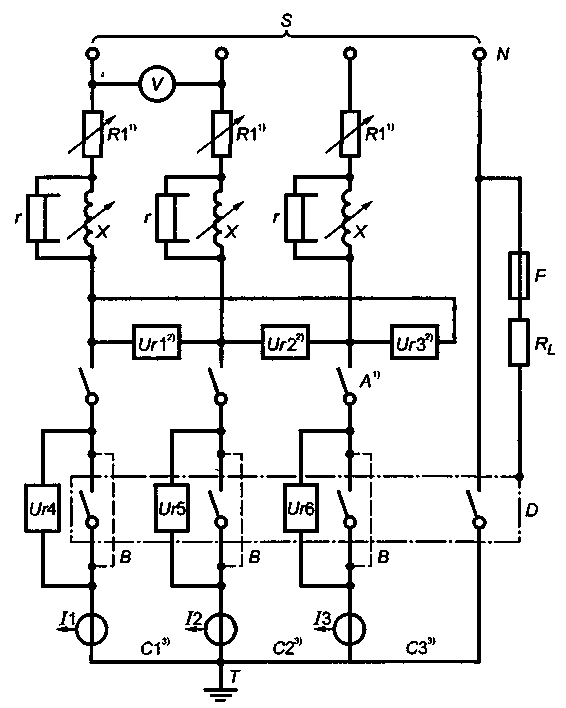 S
N
V
R1¹⁾ R1¹⁾ R1¹⁾
r X r X r X
F
Ur1²⁾ Ur2²⁾ Ur3²⁾
R_L
A¹⁾
Ur4 Ur5 Ur6
D
B B B
I1 I2 I3
C1³⁾ C2³⁾ C3³⁾
T